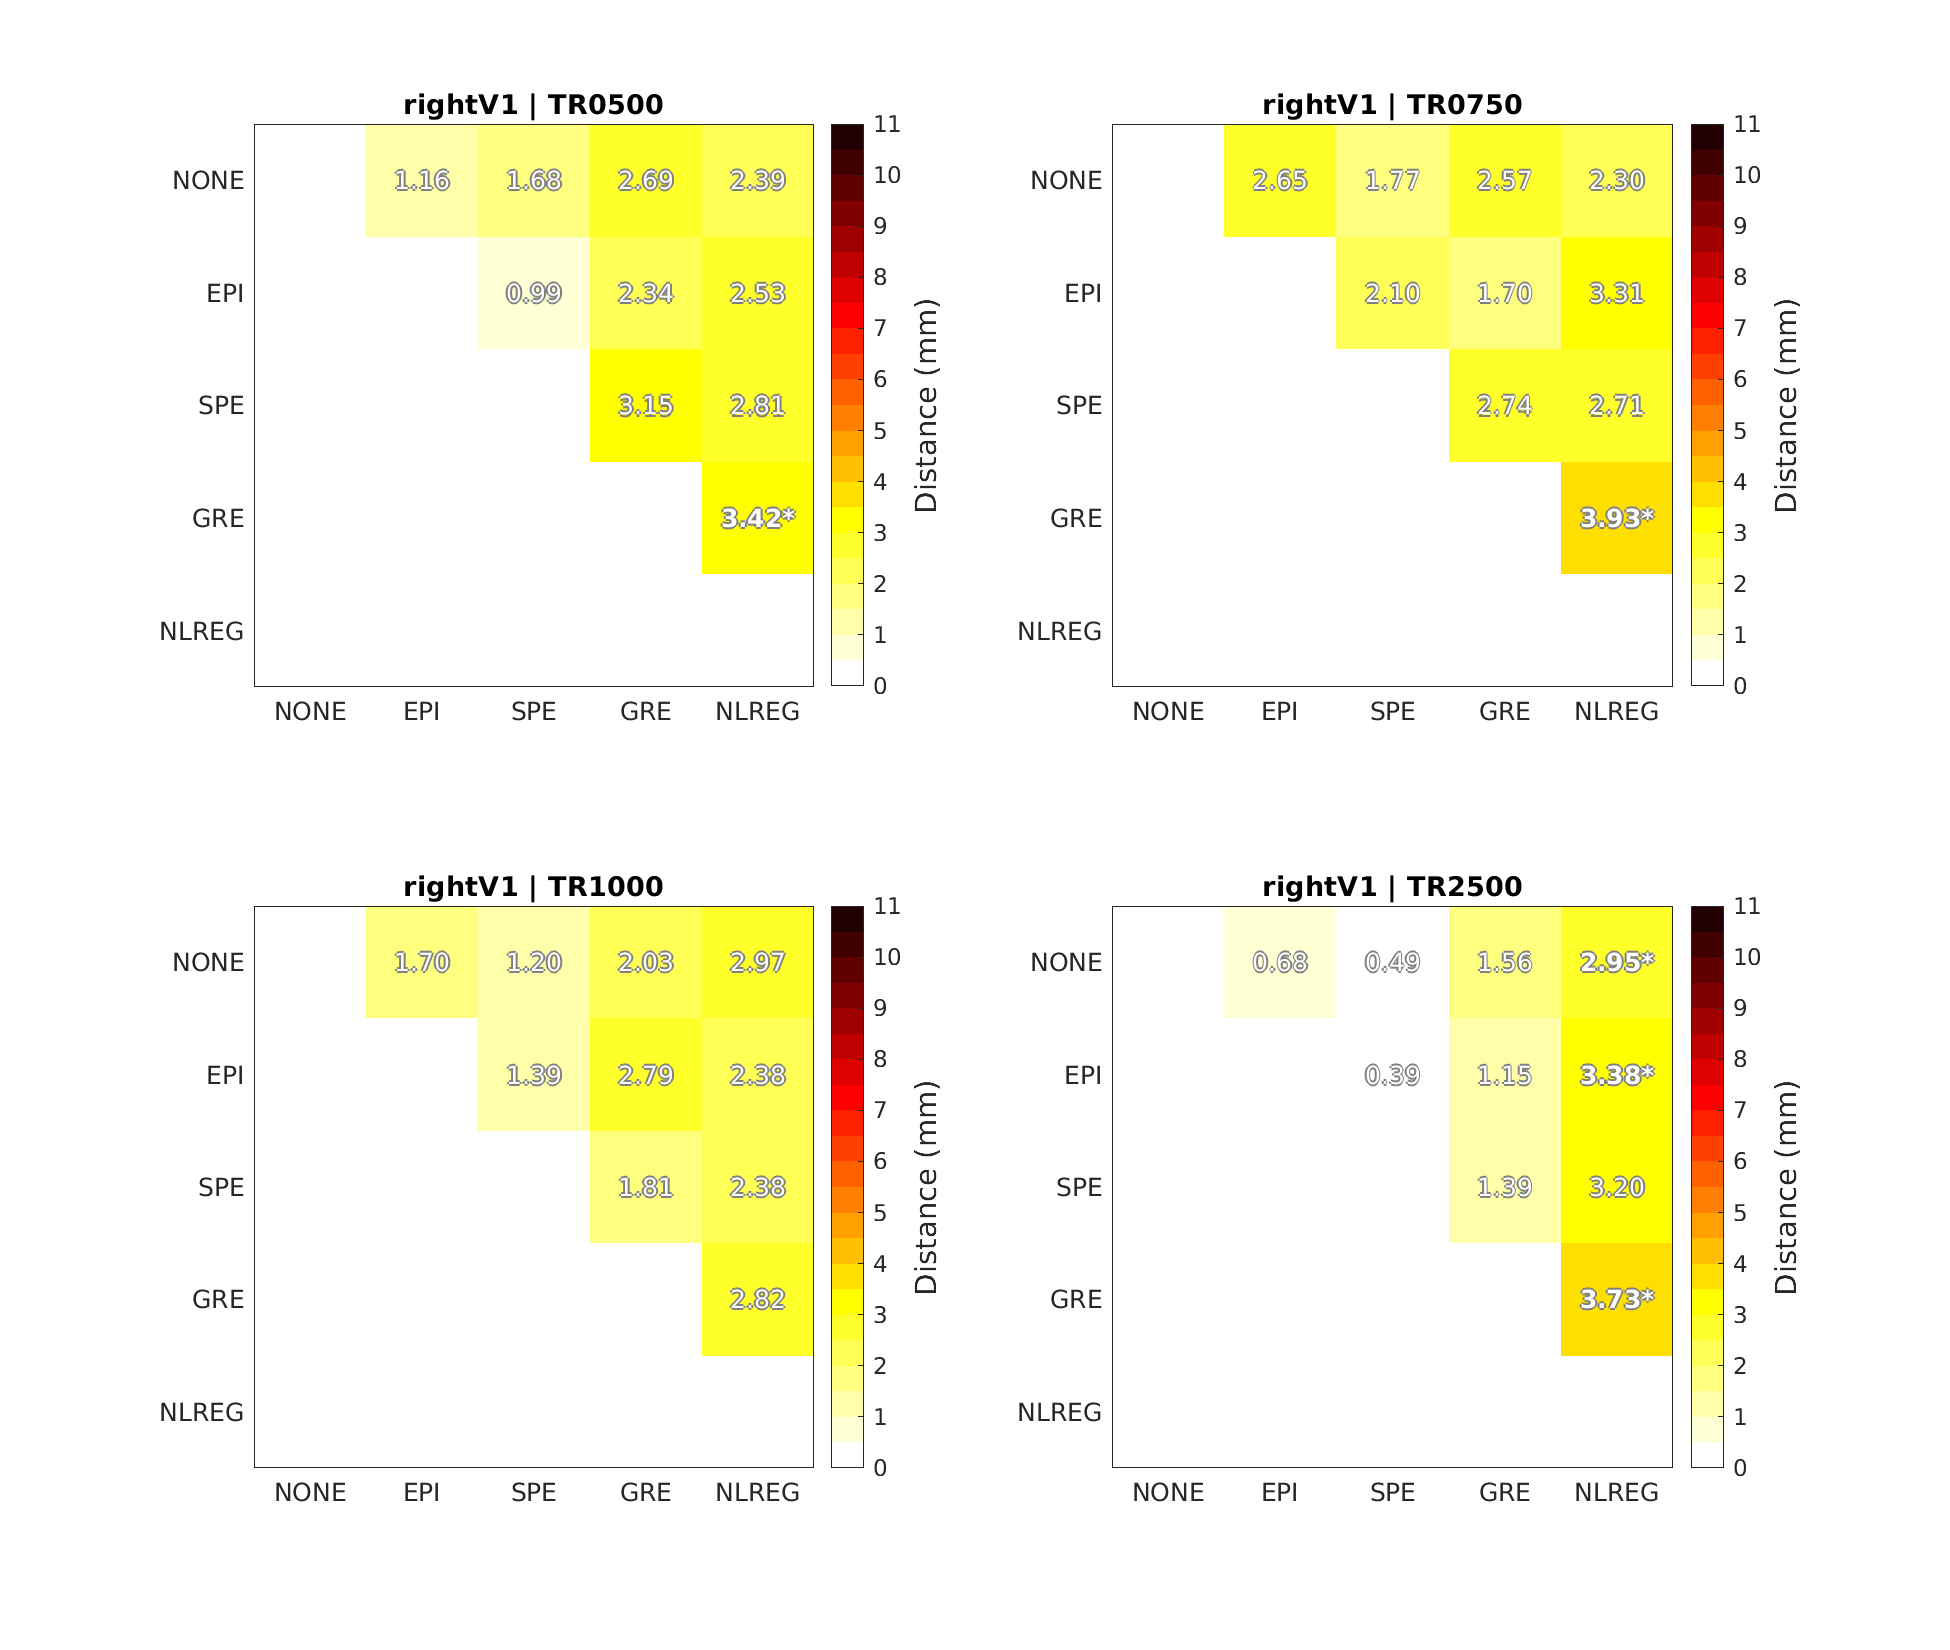 rightV1 | TR0500
NONE 1.16 1.68 2.69 2.39
EPI 0.99 2.34 2.53
SPE 3.15 2.81
GRE 3.42*
NLREG
NONE EPI SPE GRE NLREG
11
10
9
8
7
6
5
4
3
2
1
0
Distance (mm)
rightV1 | TR0750
NONE 2.65 1.77 2.57 2.30
EPI 2.10 1.70 3.31
SPE 2.74 2.71
GRE 3.93*
NLREG
NONE EPI SPE GRE NLREG
11
10
9
8
7
6
5
4
3
2
1
0
Distance (mm)
rightV1 | TR1000
NONE 1.70 1.20 2.03 2.97
EPI 1.39 2.79 2.38
SPE 1.81 2.38
GRE 2.82
NLREG
NONE EPI SPE GRE NLREG
11
10
9
8
7
6
5
4
3
2
1
0
Distance (mm)
rightV1 | TR2500
NONE 0.68 0.49 1.56 2.95*
EPI 0.39 1.15 3.38*
SPE 1.39 3.20
GRE 3.73*
NLREG
NONE EPI SPE GRE NLREG
11
10
9
8
7
6
5
4
3
2
1
0
Distance (mm)